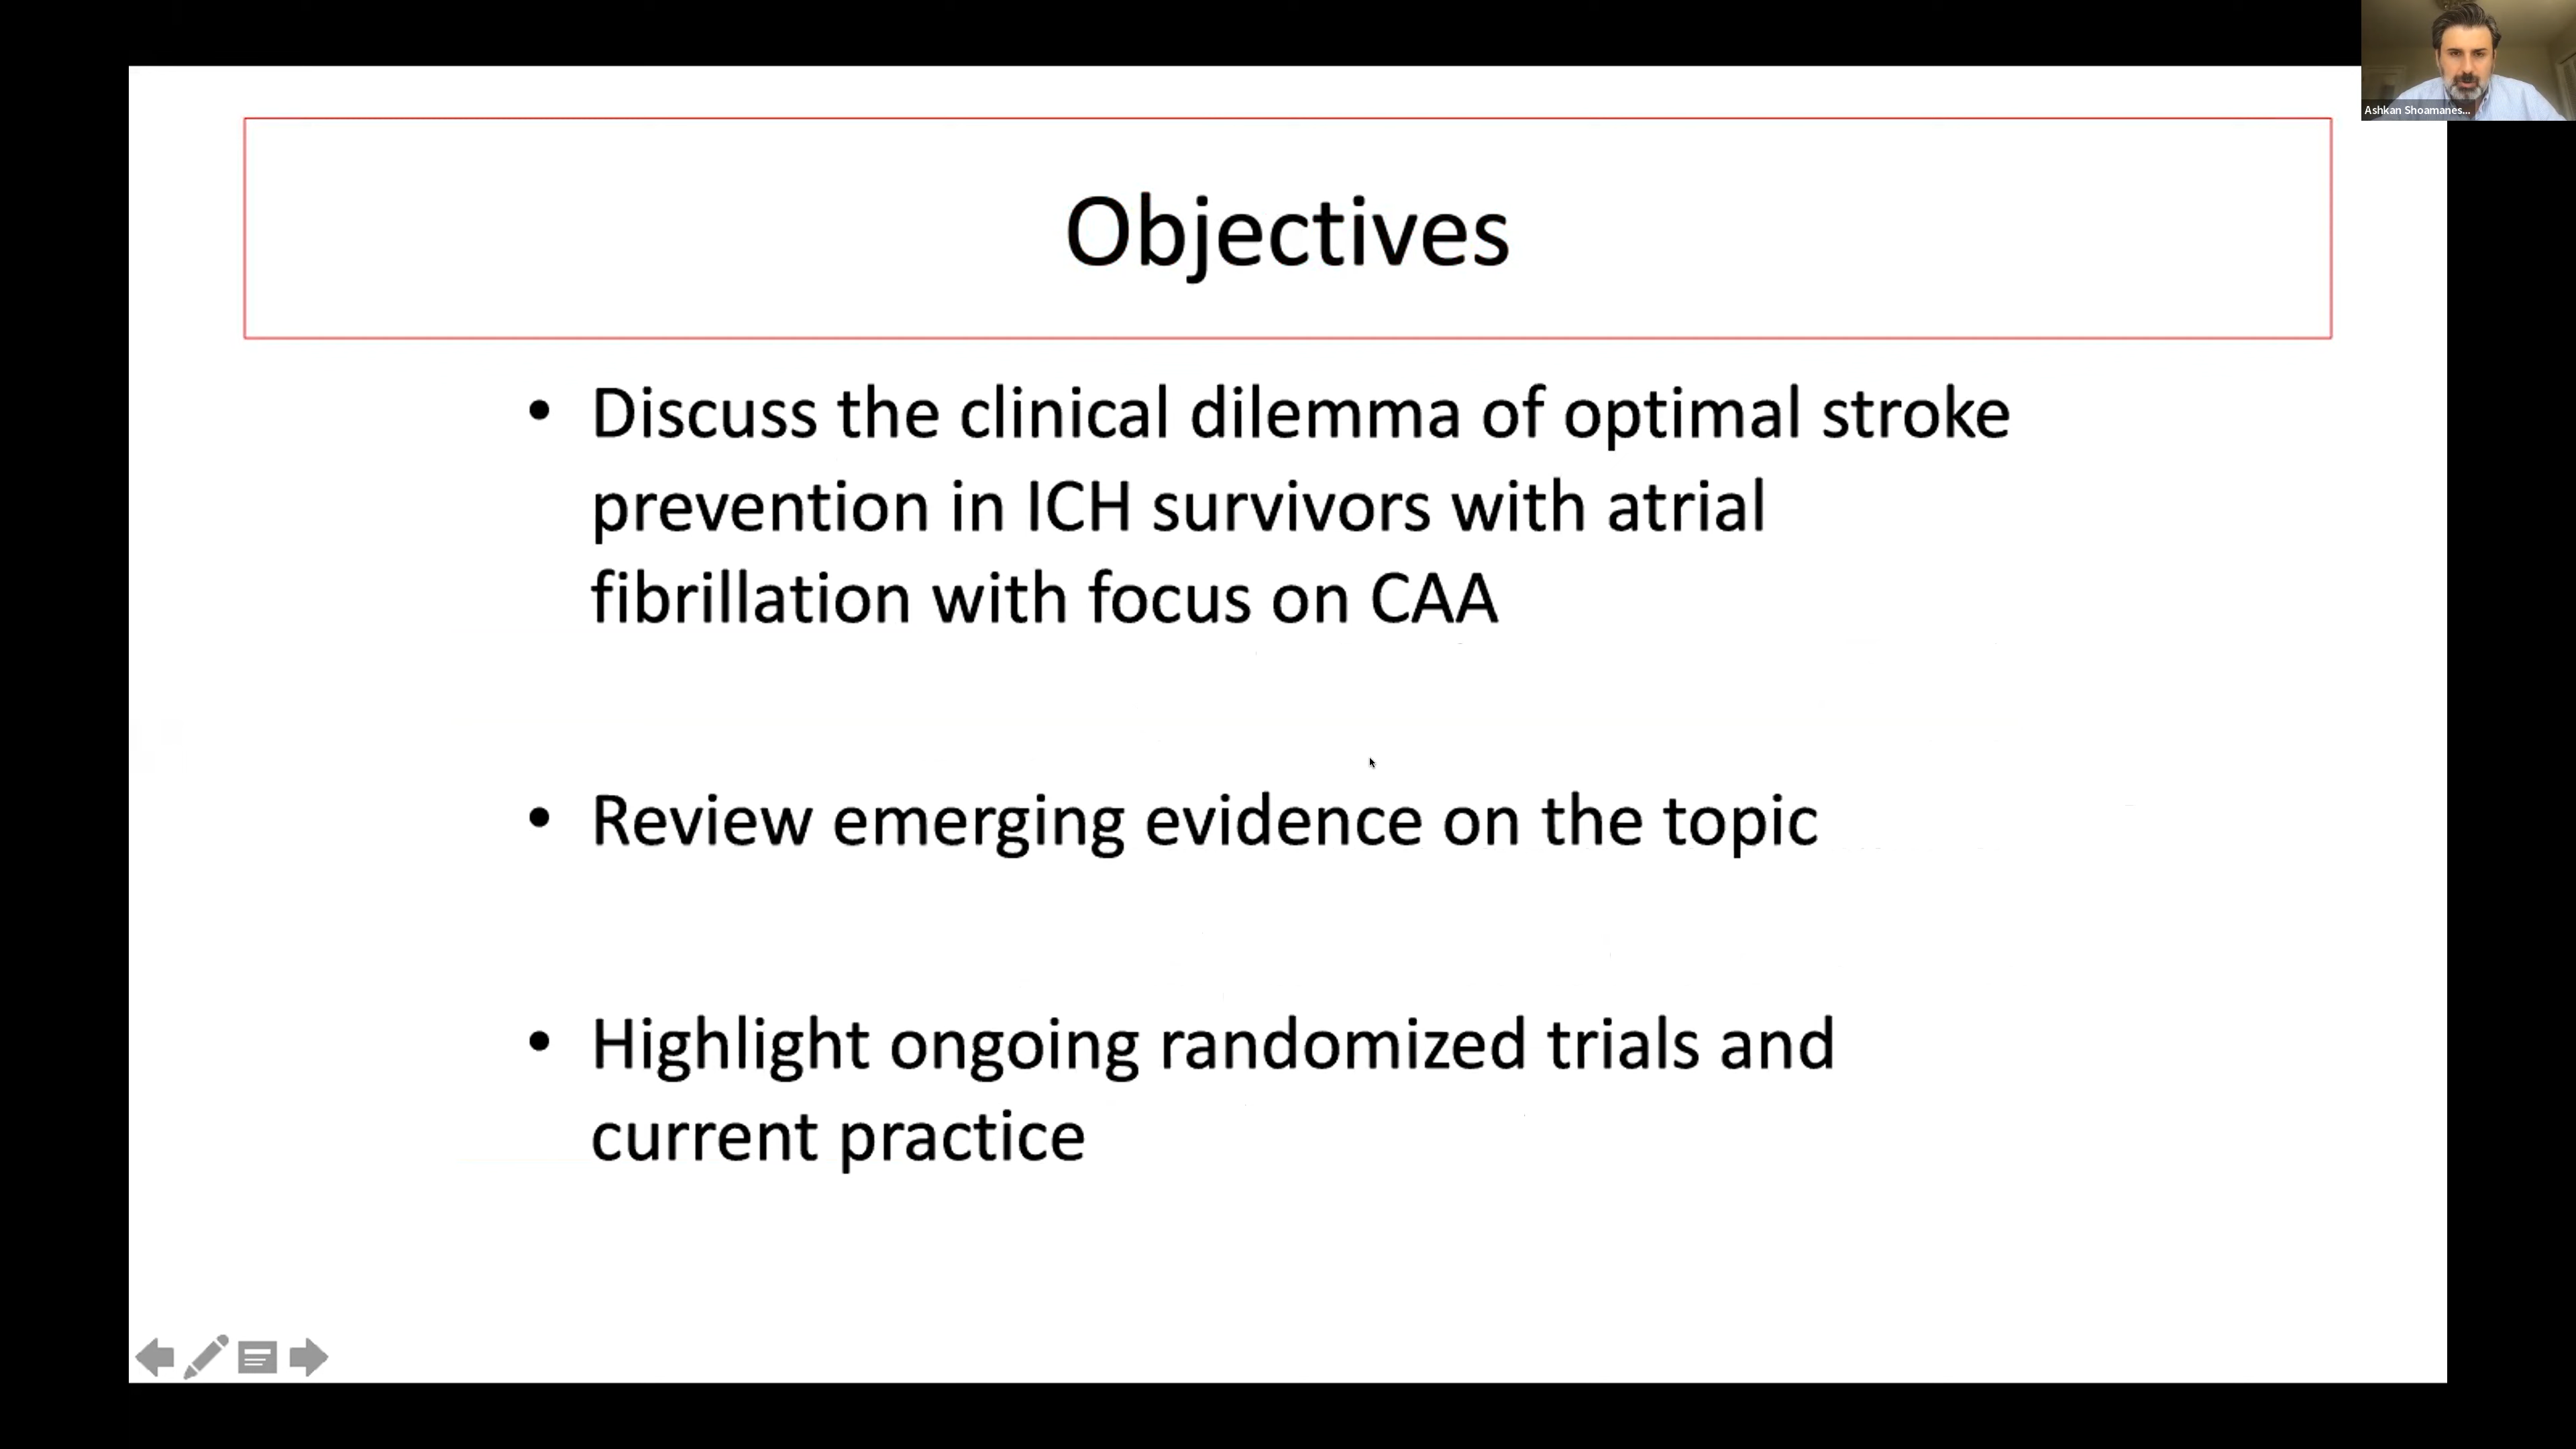 Ashkan Shoamanes...
Objectives
• Discuss the clinical dilemma of optimal stroke
prevention in ICH survivors with atrial
fibrillation with focus on CAA
• Review emerging evidence on the topic
• Highlight ongoing randomized trials and
current practice